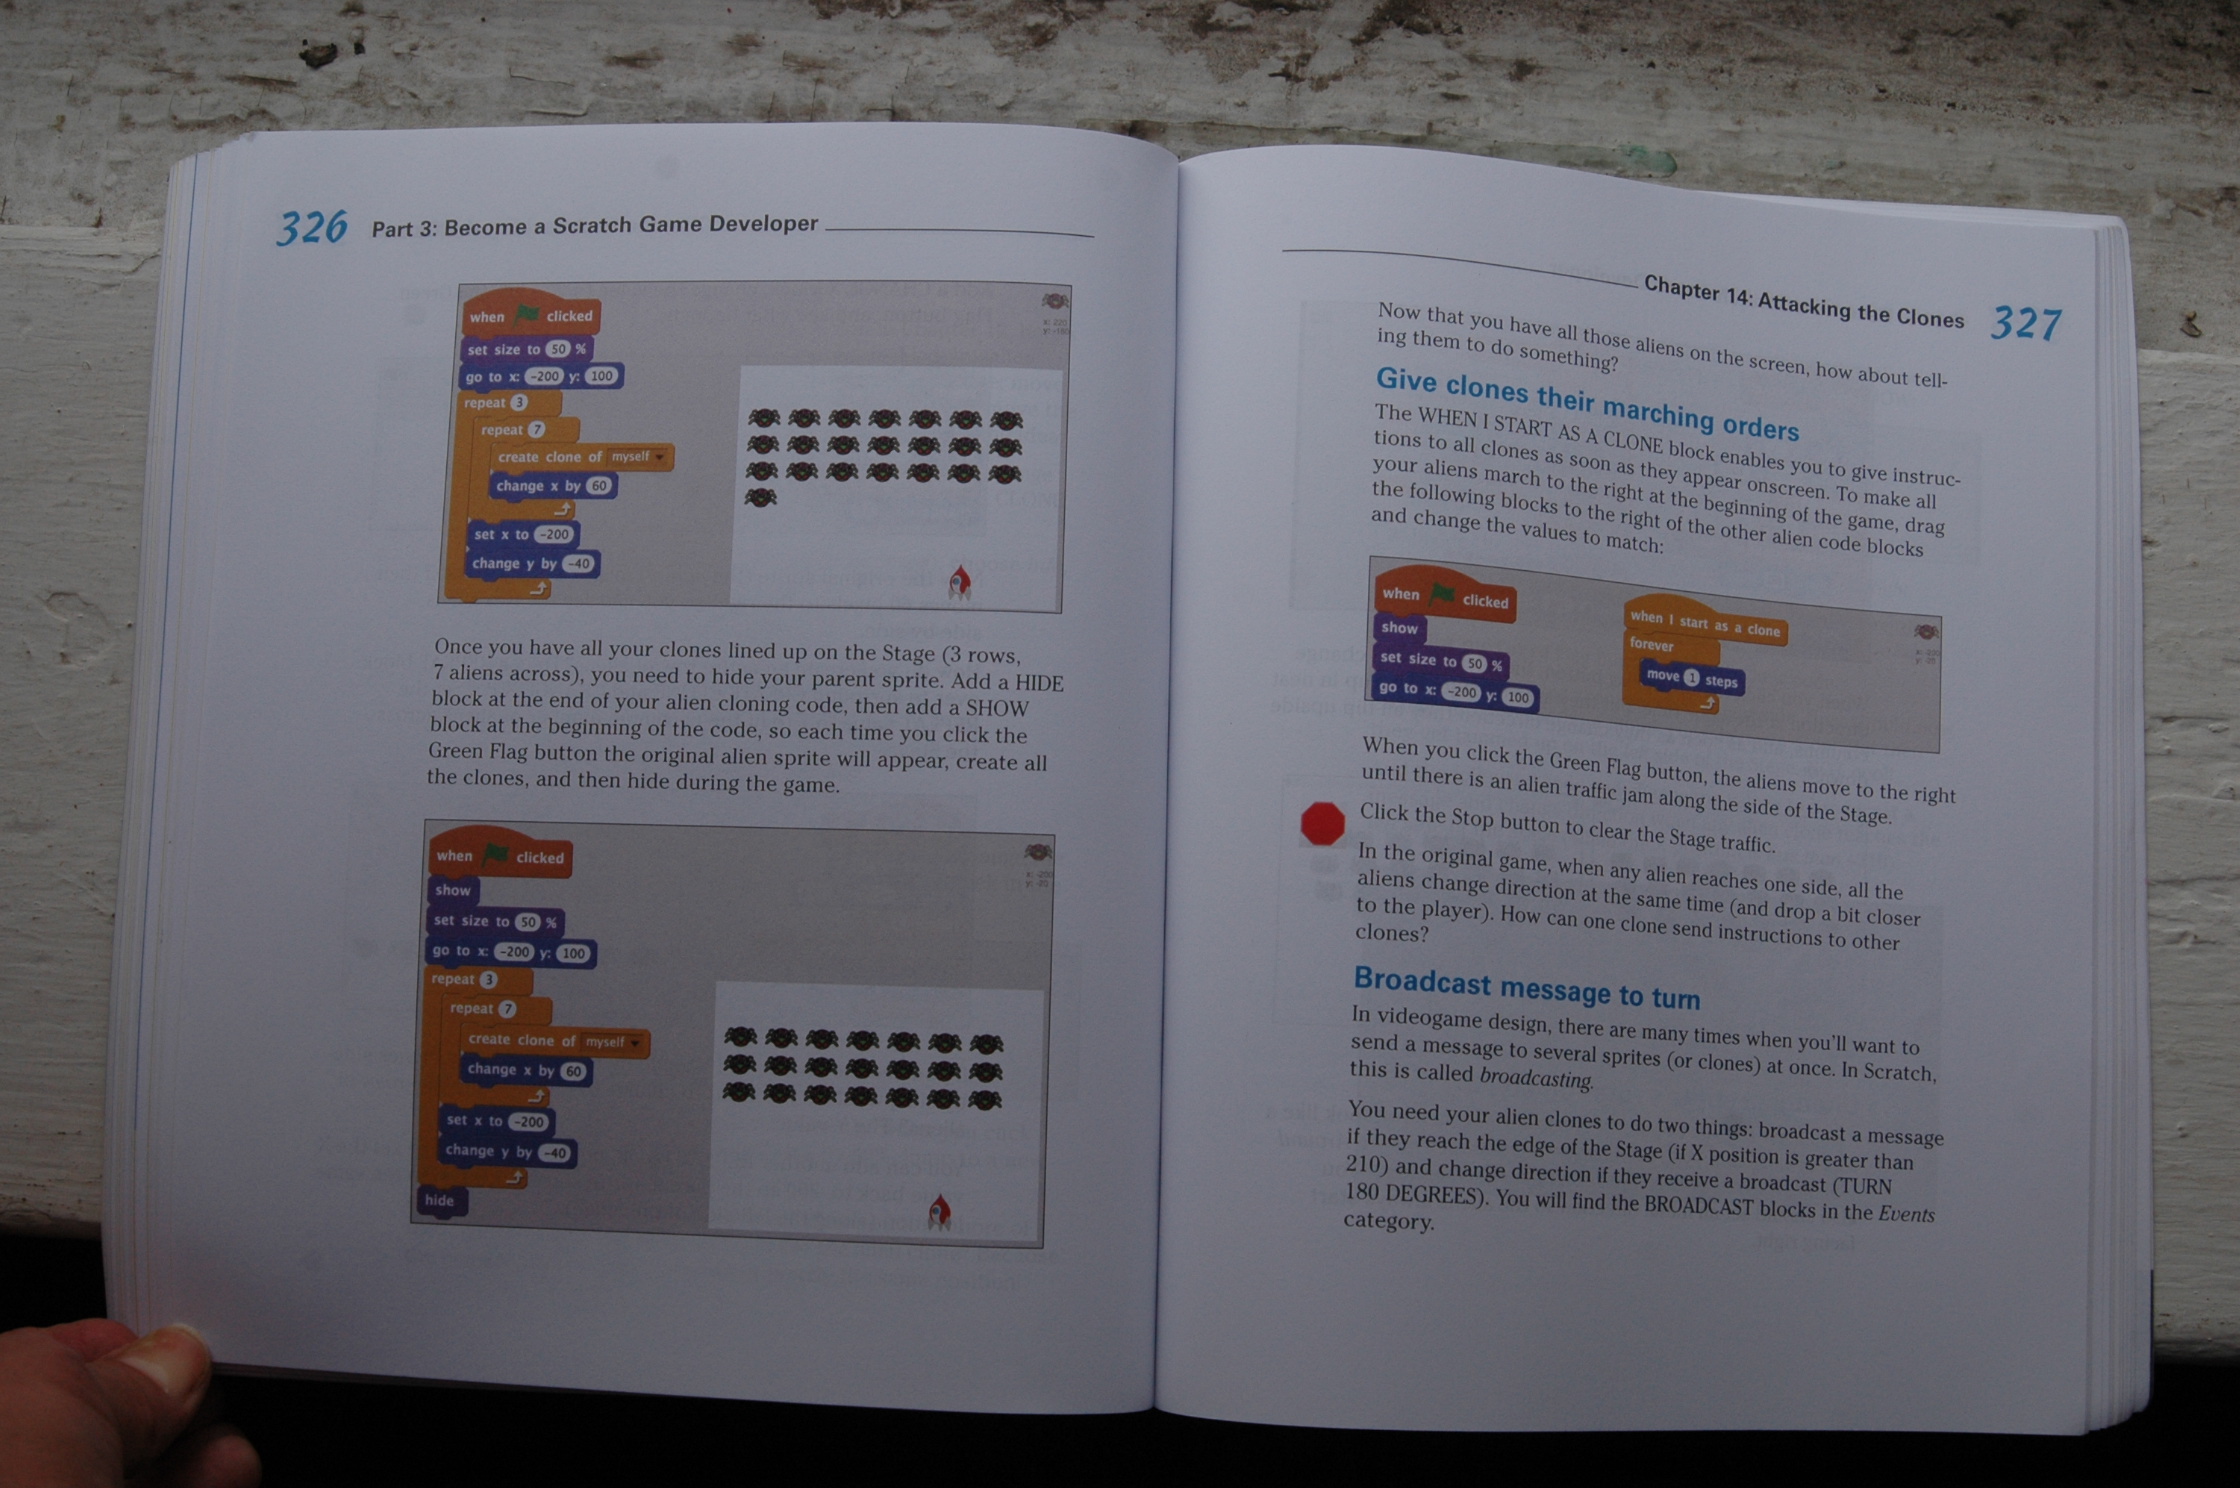 326 Part 3: Become a Scratch Game Developer
when clicked
set size to 50 %
go to x: -200 y: 100
repeat 3
repeat 7
create clone of myself
change x by 60
set x to -200
change y by -40
Once you have all your clones lined up on the Stage (3 rows,
7 aliens across), you need to hide your parent sprite. Add a HIDE
block at the end of your alien cloning code, then add a SHOW
block at the beginning of the code, so each time you click the
Green Flag button the original alien sprite will appear, create all
the clones, and then hide during the game.
when clicked
show
set size to 50 %
go to x: -200 y: 100
repeat 3
repeat 7
create clone of myself
change x by 60
set x to -200
change y by -40
hide
Chapter 14: Attacking the Clones 327
Now that you have all those aliens on the screen, how about tell-
ing them to do something?
Give clones their marching orders
The WHEN I START AS A CLONE block enables you to give instruc-
tions to all clones as soon as they appear onscreen. To make all
your aliens march to the right at the beginning of the game, drag
the following blocks to the right of the other alien code blocks
and change the values to match:
when clicked
show
set size to 50 %
go to x: -200 y: 100
when I start as a clone
forever
move 1 steps
When you click the Green Flag button, the aliens move to the right
until there is an alien traffic jam along the side of the Stage.
Click the Stop button to clear the Stage traffic.
In the original game, when any alien reaches one side, all the
aliens change direction at the same time (and drop a bit closer
to the player). How can one clone send instructions to other
clones?
Broadcast message to turn
In videogame design, there are many times when you'll want to
send a message to several sprites (or clones) at once. In Scratch,
this is called broadcasting.
You need your alien clones to do two things: broadcast a message
if they reach the edge of the Stage (if X position is greater than
210) and change direction if they receive a broadcast (TURN
180 DEGREES). You will find the BROADCAST blocks in the Events
category.